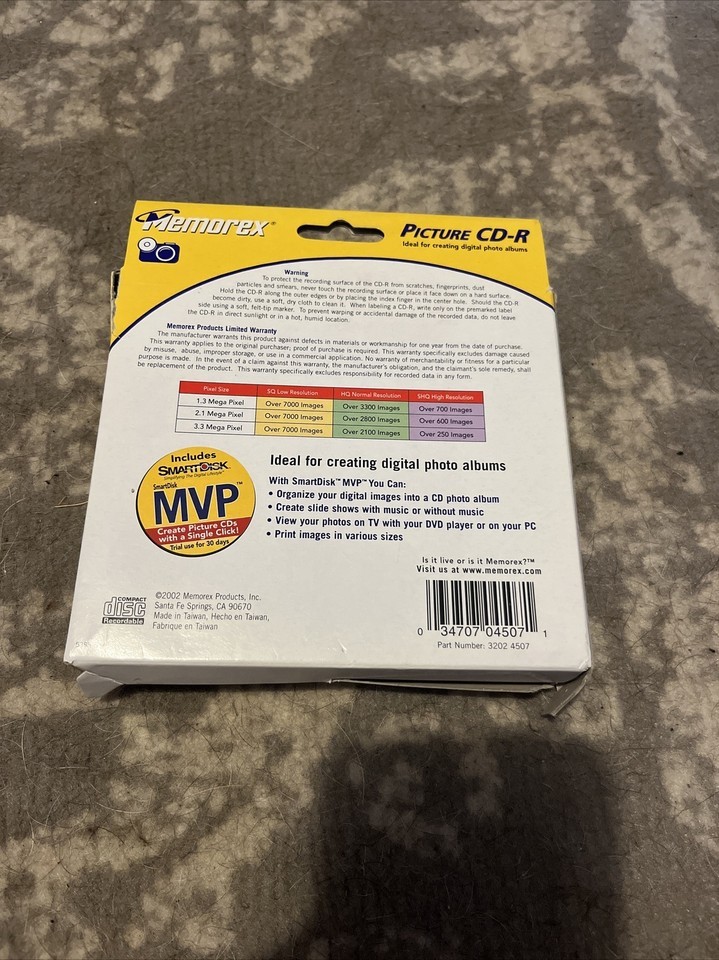 Memorex®
PICTURE CD-R
Ideal for creating digital photo albums
Warning
To protect the recording surface of the CD-R from scratches, fingerprints, dust
particles and smears, never touch the recording surface or place it face down on a hard surface.
Hold the CD-R along the outer edges or by placing the index finger in the center hole. Should the CD-R
become dirty, use a soft, dry cloth to clean it. When labeling a CD-R, write only on the premarked label
side using a soft, felt-tip marker. To prevent warping or accidental damage of the recorded data, do not leave
the CD-R in direct sunlight or in a hot, humid location.
Memorex Products Limited Warranty
The manufacturer warrants this product against defects in materials or workmanship for one year from the date of purchase.
This warranty applies to the original purchaser; proof of purchase is required. This warranty specifically excludes damage caused
by misuse, abuse, improper storage, or use in a commercial application. No warranty of merchantability or fitness for a particular
purpose is made. In the event of a claim against this warranty, the manufacturer's obligation, and the claimant's sole remedy, shall
be replacement of the product. This warranty specifically excludes responsibility for recorded data in any form.
Pixel Size SQ Low Resolution HQ Normal Resolution SHQ High Resolution
1.3 Mega Pixel Over 7000 Images Over 3300 Images Over 700 Images
2.1 Mega Pixel Over 7000 Images Over 2800 Images Over 600 Images
3.3 Mega Pixel Over 7000 Images Over 2100 Images Over 250 Images
Includes
SMARTDISK
Simplifying The Digital Lifestyle™
SmartDisk
MVP™
Create Picture CDs
with a Single Click!
Trial use for 30 days
Ideal for creating digital photo albums
With SmartDisk™ MVP™ You Can:
• Organize your digital images into a CD photo album
• Create slide shows with music or without music
• View your photos on TV with your DVD player or on your PC
• Print images in various sizes
Is it live or is it Memorex?™
Visit us at www.memorex.com
COMPACT
disc
Recordable
©2002 Memorex Products, Inc.
Santa Fe Springs, CA 90670
Made in Taiwan, Hecho en Taiwan,
Fabrique en Taiwan
0 34707 04507 1
Part Number: 3202 4507